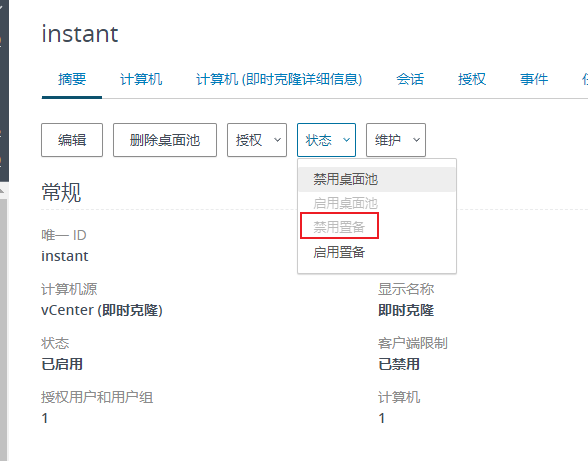 instant
摘要 计算机 计算机 (即时克隆详细信息) 会话 授权 事件
编辑 删除桌面池 授权 状态 维护
禁用桌面池
启用桌面池
禁用置备
启用置备
常规
唯一 ID
instant
计算机源 显示名称
vCenter (即时克隆) 即时克隆
状态 客户端限制
已启用 已禁用
授权用户和用户组 计算机
1 1